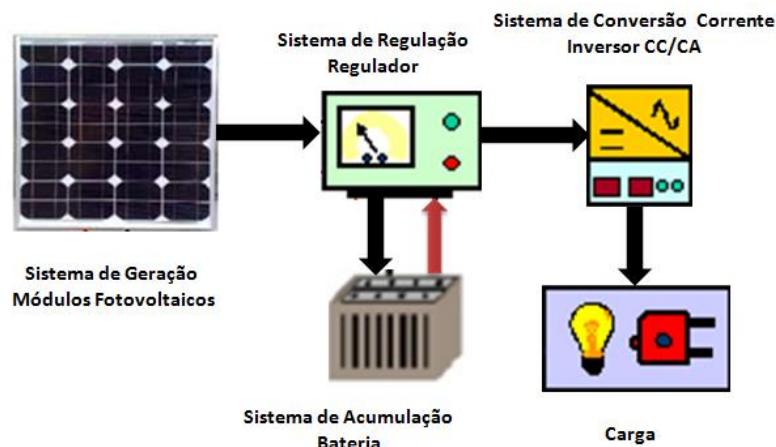 Sistema de Regulação
Regulador
Sistema de Conversão Corrente
Inversor CC/CA
Sistema de Geração
Módulos Fotovoltaicos
Sistema de Acumulação
Bateria
Carga